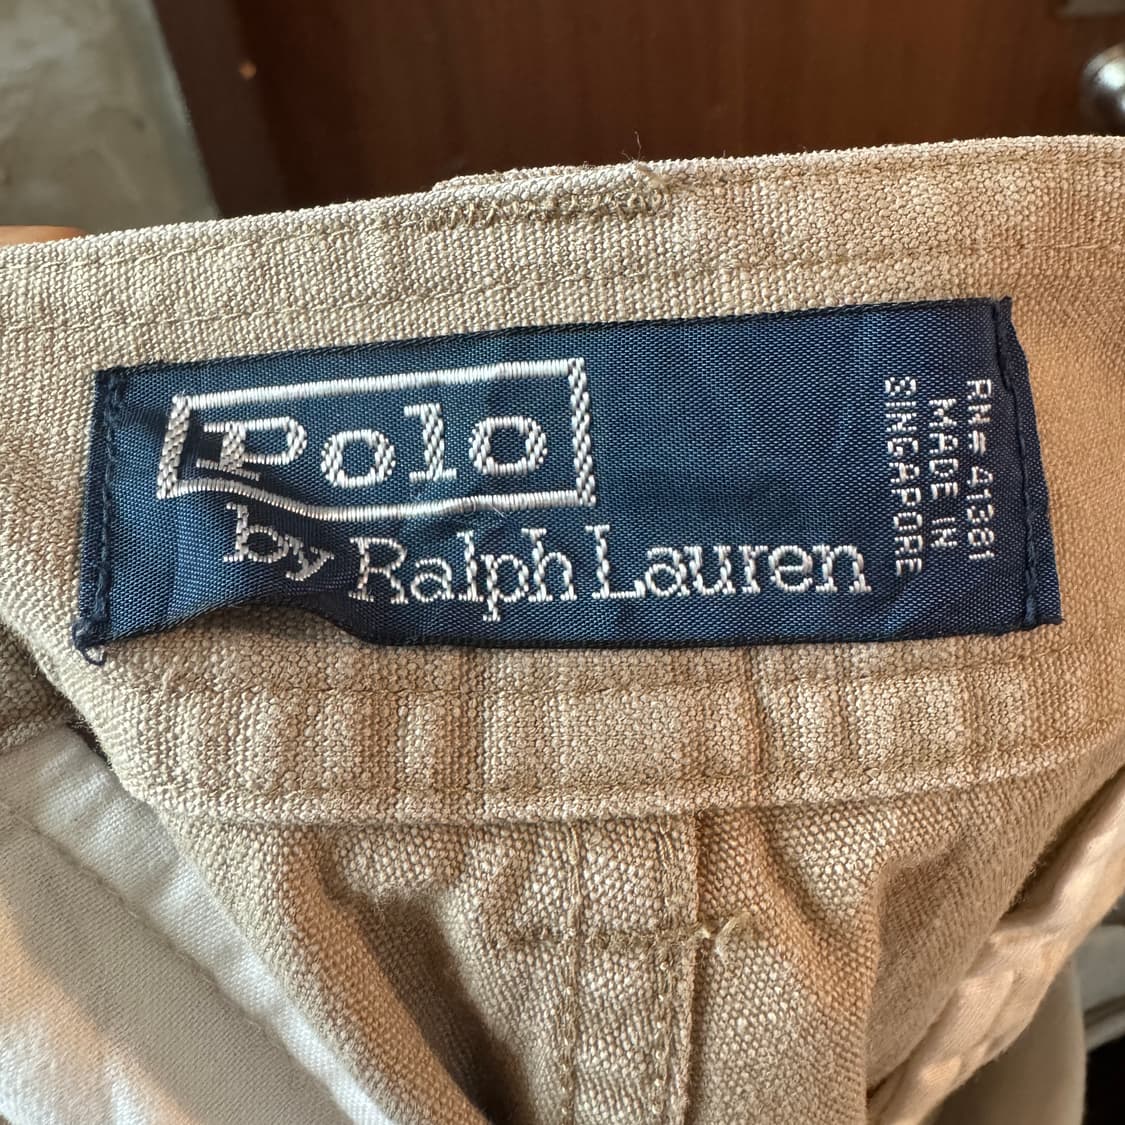 Polo
by Ralph Lauren
RN= 41381
MADE IN
SINGAPORE